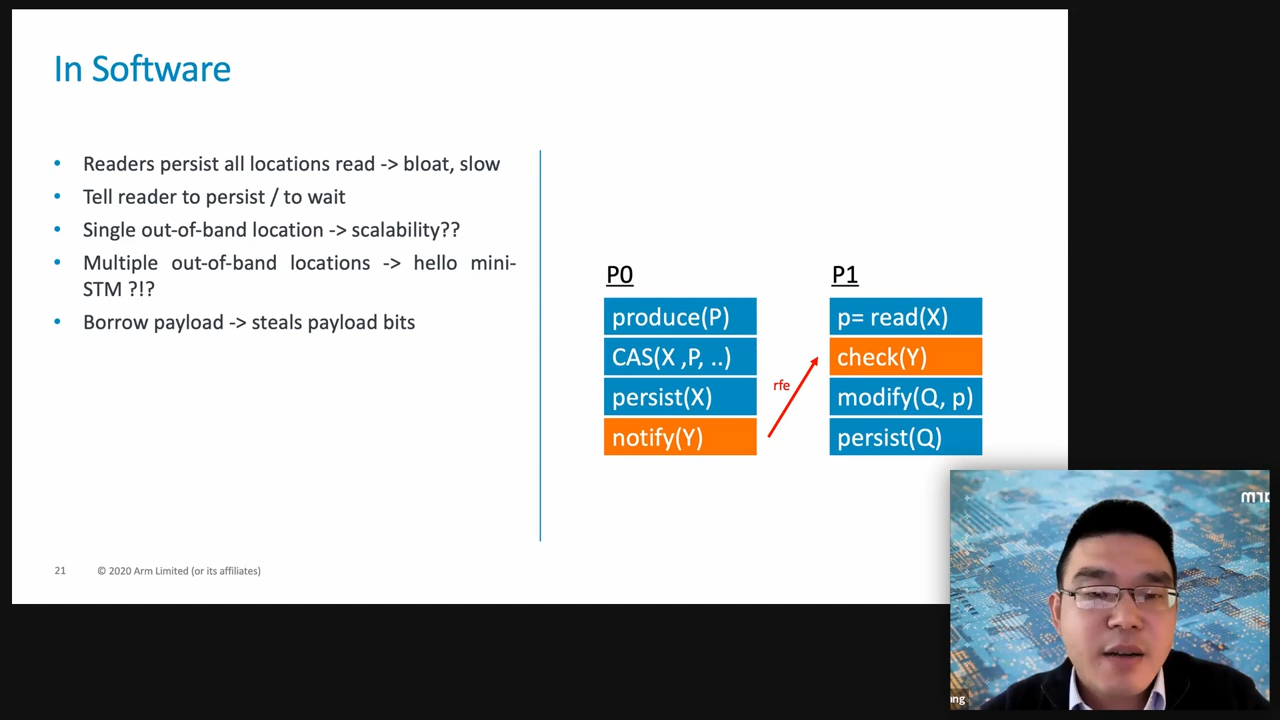 In Software
• Readers persist all locations read -> bloat, slow
• Tell reader to persist / to wait
• Single out-of-band location -> scalability??
• Multiple out-of-band locations -> hello mini-
STM ?!?
• Borrow payload -> steals payload bits
P0
produce(P)
CAS(X ,P, ..)
persist(X)
notify(Y)
rfe
P1
p= read(X)
check(Y)
modify(Q, p)
persist(Q)
21 © 2020 Arm Limited (or its affiliates)
ang